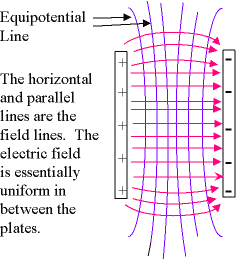 Equipotential
Line
The horizontal
and parallel
lines are the
field lines. The
electric field
is essentially
uniform in
between the
plates.
+
+
+
+
+
-
-
-
-
-